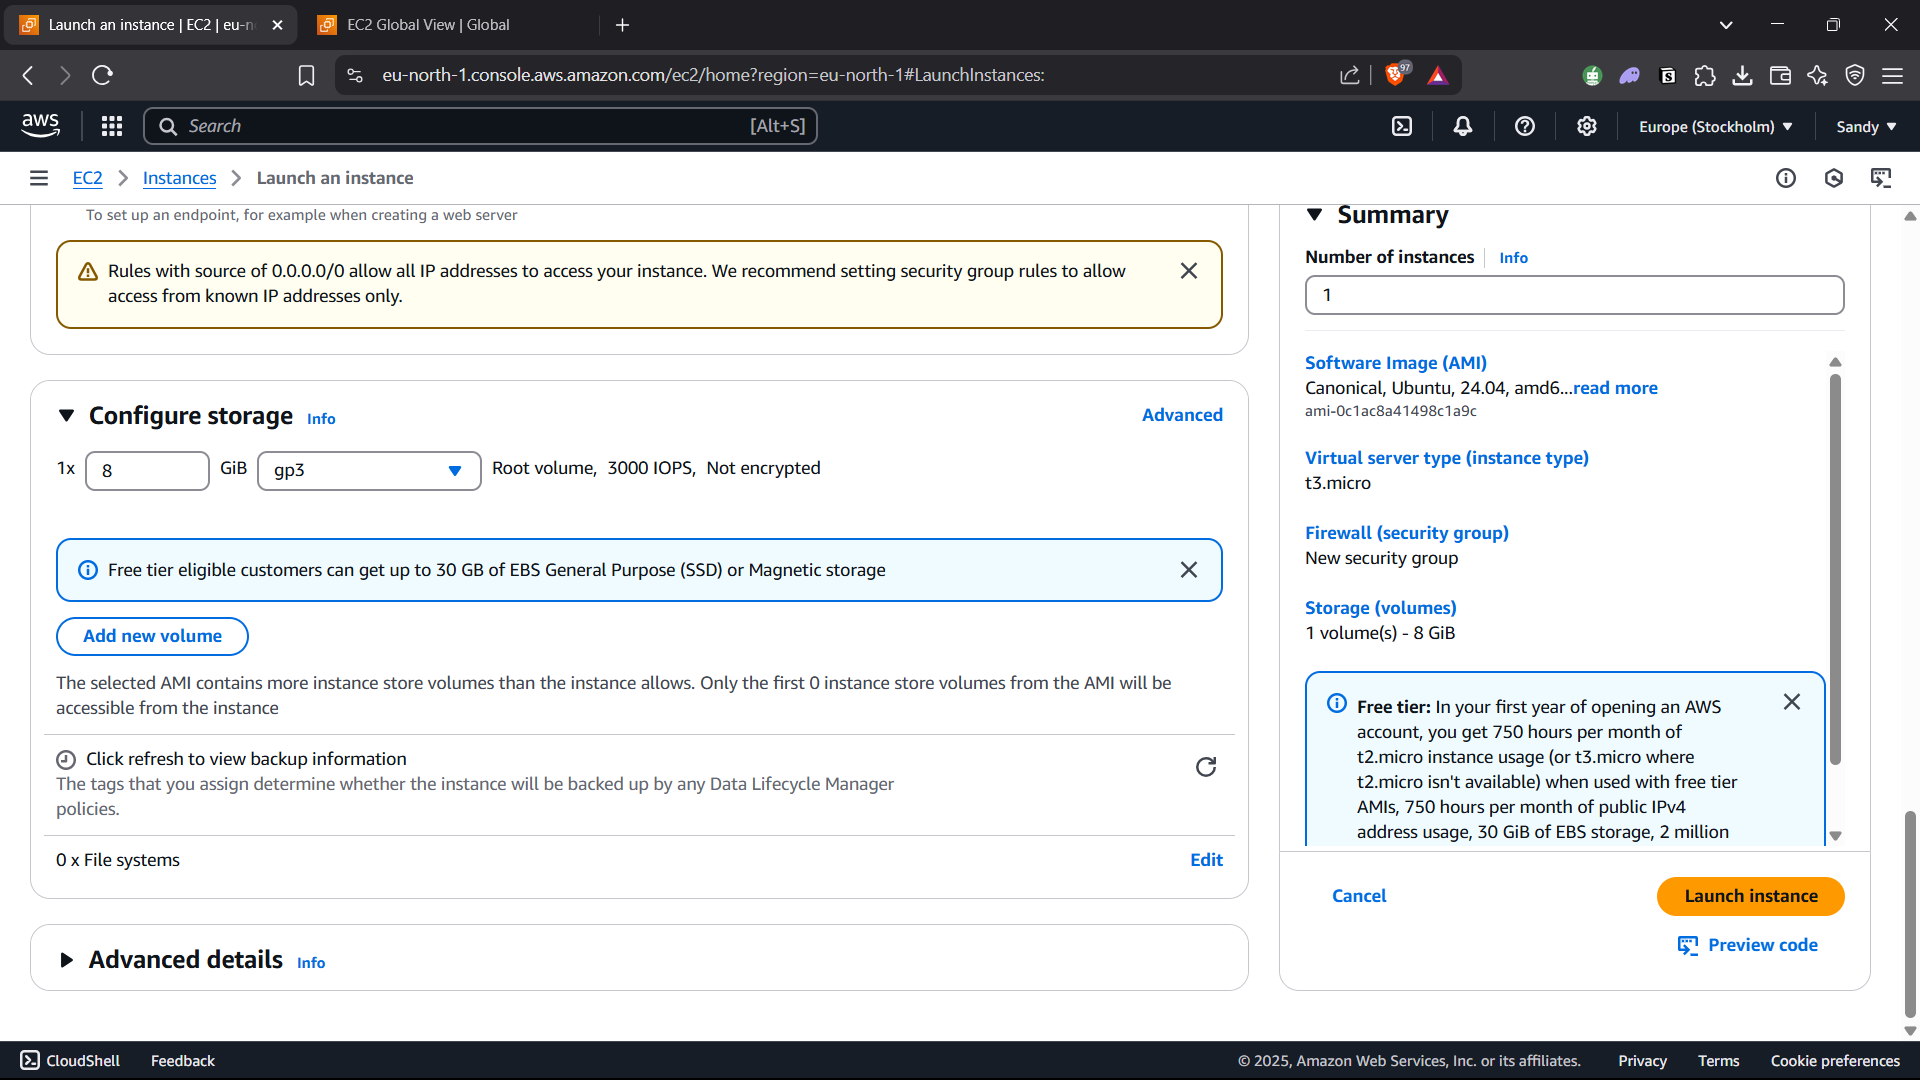 Launch an instance | EC2 | eu-n
EC2 Global View | Global
eu-north-1.console.aws.amazon.com/ec2/home?region=eu-north-1#LaunchInstances:
97
aws
Search
[Alt+S]
Europe (Stockholm)
Sandy
EC2
Instances
Launch an instance
To set up an endpoint, for example when creating a web server
Rules with source of 0.0.0.0/0 allow all IP addresses to access your instance. We recommend setting security group rules to allow
access from known IP addresses only.
Configure storage
Info
Advanced
1x
8
GiB
gp3
Root volume, 3000 IOPS, Not encrypted
Free tier eligible customers can get up to 30 GB of EBS General Purpose (SSD) or Magnetic storage
Add new volume
The selected AMI contains more instance store volumes than the instance allows. Only the first 0 instance store volumes from the AMI will be
accessible from the instance
Click refresh to view backup information
The tags that you assign determine whether the instance will be backed up by any Data Lifecycle Manager
policies.
0 x File systems
Edit
Advanced details
Info
Summary
Number of instances
Info
1
Software Image (AMI)
Canonical, Ubuntu, 24.04, amd6...read more
ami-0c1ac8a41498c1a9c
Virtual server type (instance type)
t3.micro
Firewall (security group)
New security group
Storage (volumes)
1 volume(s) - 8 GiB
Free tier: In your first year of opening an AWS
account, you get 750 hours per month of
t2.micro instance usage (or t3.micro where
t2.micro isn't available) when used with free tier
AMIs, 750 hours per month of public IPv4
address usage, 30 GiB of EBS storage, 2 million
Cancel
Launch instance
Preview code
CloudShell
Feedback
© 2025, Amazon Web Services, Inc. or its affiliates.
Privacy
Terms
Cookie preferences